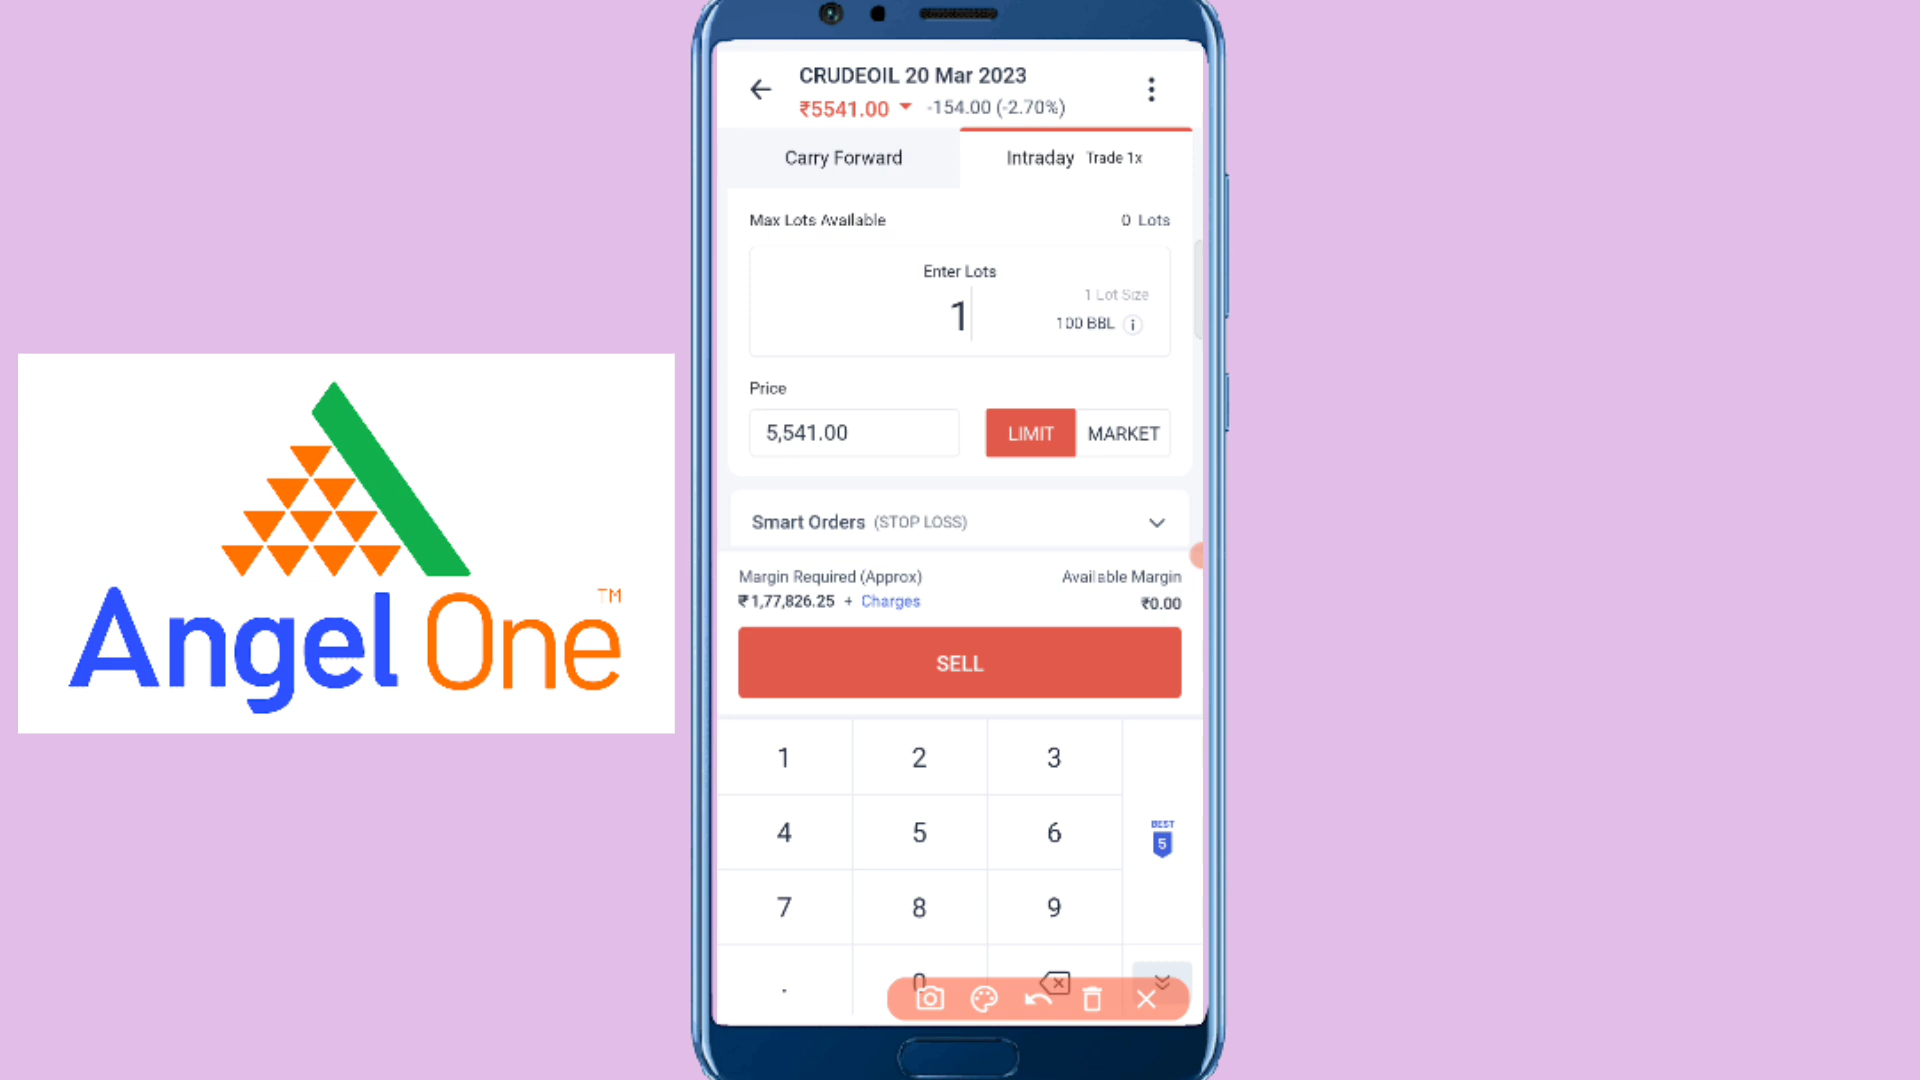 CRUDEOIL 20 Mar 2023
₹5541.00 -154.00 (-2.70%)
Carry Forward
Intraday Trade 1x
Max Lots Available
0 Lots
Enter Lots
1
1 Lot Size
100 BBL
Price
5,541.00
LIMIT
MARKET
Smart Orders (STOP LOSS)
Margin Required (Approx)
₹1,77,826.25 + Charges
Available Margin
₹0.00
SELL
1 2 3
4 5 6
7 8 9
. 0
BEST
5
Angel One TM